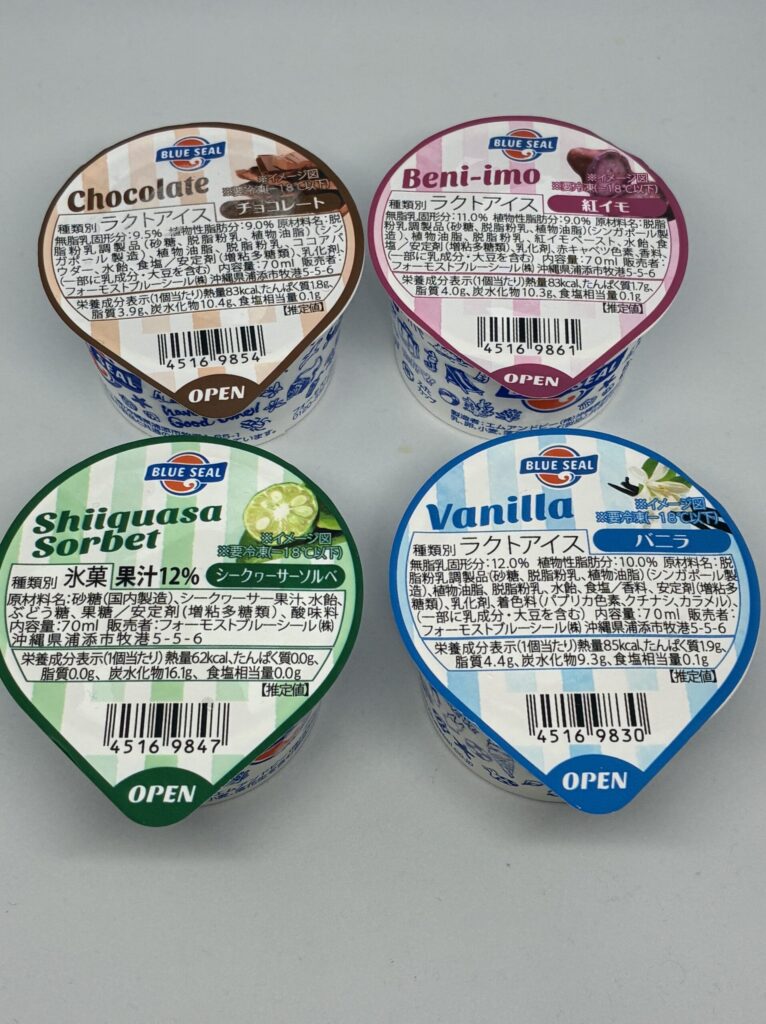 BLUE SEAL
Chocolate
※イメージ図
※要冷凍(-18℃以下)
チョコレート
種類別 ラクトアイス
無脂乳固形分:9.5% 植物性脂肪分:9.0% 原材料名:脱
脂粉乳調製品(砂糖、脱脂粉乳、植物油脂)(シン
ガポール製造)、植物油脂、脱脂粉乳、ココアパ
ウダー、水飴、食塩/安定剤(増粘多糖類)、乳化剤、
(一部に乳成分・大豆を含む) 内容量:70ml 販売者:
フォーモストブルーシール㈱ 沖縄県浦添市牧港5-5-6
栄養成分表示(1個当たり)熱量83kcal、たんぱく質1.8g、
脂質3.9g、炭水化物10.4g、食塩相当量0.1g
【推定値】
4516 9854
OPEN
BLUE SEAL
Good
BLUE SEAL
Beni-imo
※イメージ図
※要冷凍(-18℃以下)
紅イモ
種類別 ラクトアイス
無脂乳固形分:11.0% 植物性脂肪分:9.0% 原材料名:脱脂
粉乳調製品(砂糖、脱脂粉乳、植物油脂)(シンガポール製
造)、植物油脂、脱脂粉乳、紅イモペースト、水飴、食
塩/安定剤(増粘多糖類)、乳化剤、赤キャベツ色素、香料、
(一部に乳成分・大豆を含む) 内容量:70ml 販売者:
フォーモストブルーシール㈱ 沖縄県浦添市牧港5-5-6
栄養成分表示(1個当たり)熱量83kcal、たんぱく質1.7g、
脂質4.0g、炭水化物10.3g、食塩相当量0.1g
【推定値】
4516 9861
OPEN
SEAL
BLUE SEAL
Shiiquasa
Sorbet
※イメージ図
※要冷凍(-18℃以下)
種類別 氷菓 果汁12% シークヮーサーソルベ
原材料名:砂糖(国内製造)、シークヮーサー果汁、水飴、
ぶどう糖、果糖/安定剤(増粘多糖類)、酸味料
内容量:70ml 販売者:フォーモストブルーシール㈱
沖縄県浦添市牧港5-5-6
栄養成分表示(1個当たり) 熱量62kcal、たんぱく質0.0g、
脂質0.0g、炭水化物16.1g、食塩相当量0.0g
【推定値】
4516 9847
OPEN
BLUE SEAL
Vanilla
※イメージ図
※要冷凍(-18℃以下)
バニラ
種類別 ラクトアイス
無脂乳固形分:12.0% 植物性脂肪分:10.0% 原材料名:脱
脂粉乳調製品(砂糖、脱脂粉乳、植物油脂)(シンガポール製
造)、植物油脂、脱脂粉乳、水飴、食塩/香料、安定剤(増粘多
糖類)、乳化剤、着色料(パプリカ色素、クチナシ、カラメル)、
(一部に乳成分・大豆を含む) 内容量:70ml 販売者:
フォーモストブルーシール㈱ 沖縄県浦添市牧港5-5-6
栄養成分表示(1個当たり)熱量85kcal、たんぱく質1.9g、
脂質4.4g、炭水化物9.3g、食塩相当量0.1g
【推定値】
4516 9830
OPEN